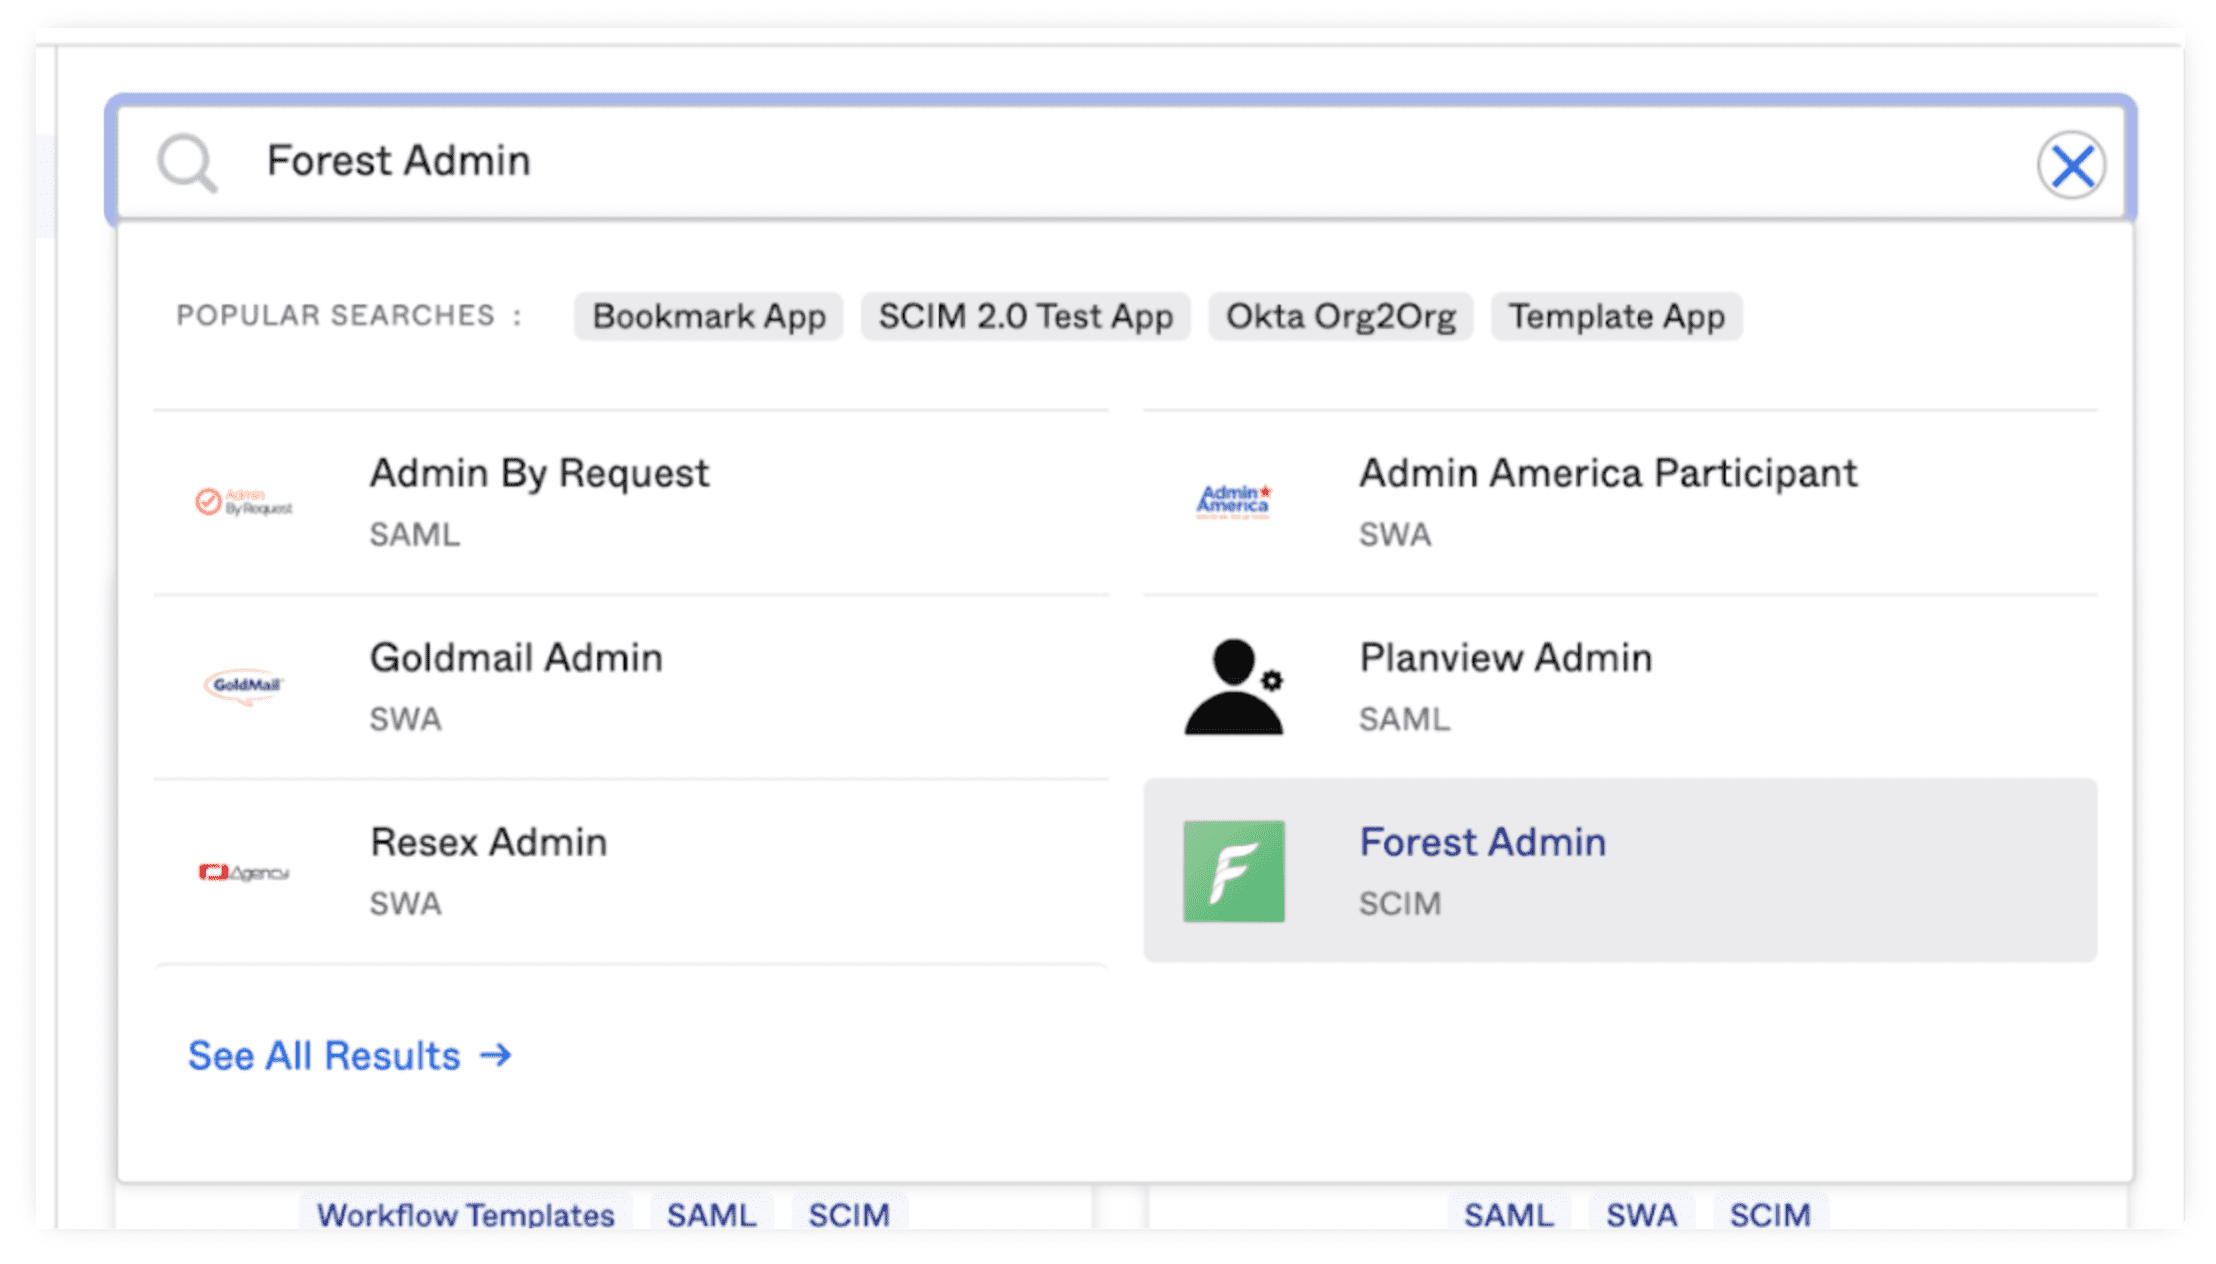 Forest Admin
POPULAR SEARCHES : Bookmark App SCIM 2.0 Test App Okta Org2Org Template App
Admin By Request
SAML
Admin By Request
Admin America Participant
SWA
Admin America
Goldmail Admin
SWA
GoldMail
Planview Admin
SAML
Resex Admin
SWA
Agency
Forest Admin
SCIM
F
See All Results →
Workflow Templates SAML SCIM
SAML SWA SCIM